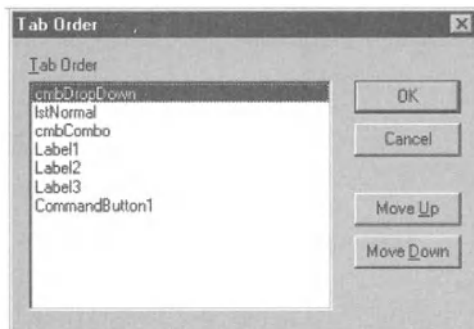 Tab Order
Tab Order
cmbDropDown
lstNormal
cmbCombo
Label1
Label2
Label3
CommandButton1
OK
Cancel
Move Up
Move Down